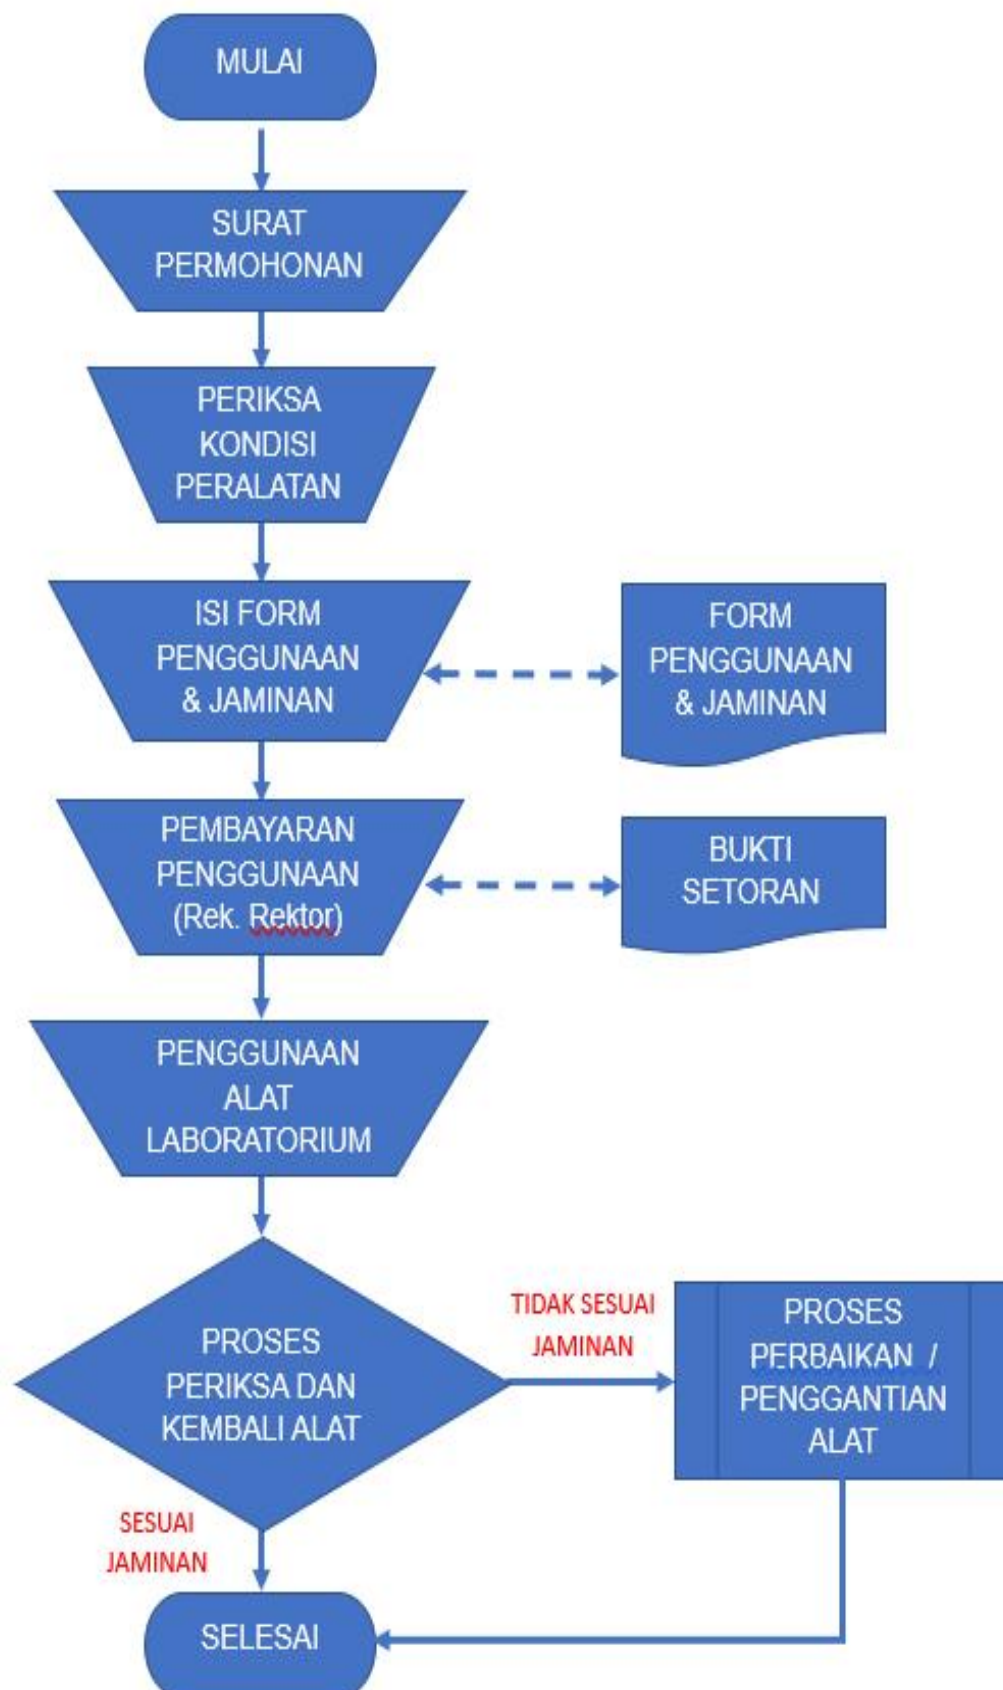 MULAI
SURAT
PERMOHONAN
PERIKSA
KONDISI
PERALATAN
ISI FORM
PENGGUNAAN
& JAMINAN
FORM
PENGGUNAAN
& JAMINAN
PEMBAYARAN
PENGGUNAAN
(Rek. Rektor)
BUKTI
SETORAN
PENGGUNAAN
ALAT
LABORATORIUM
PROSES
PERIKSA DAN
KEMBALI ALAT
TIDAK SESUAI
JAMINAN
PROSES
PERBAIKAN /
PENGGANTIAN
ALAT
SESUAI
JAMINAN
SELESAI